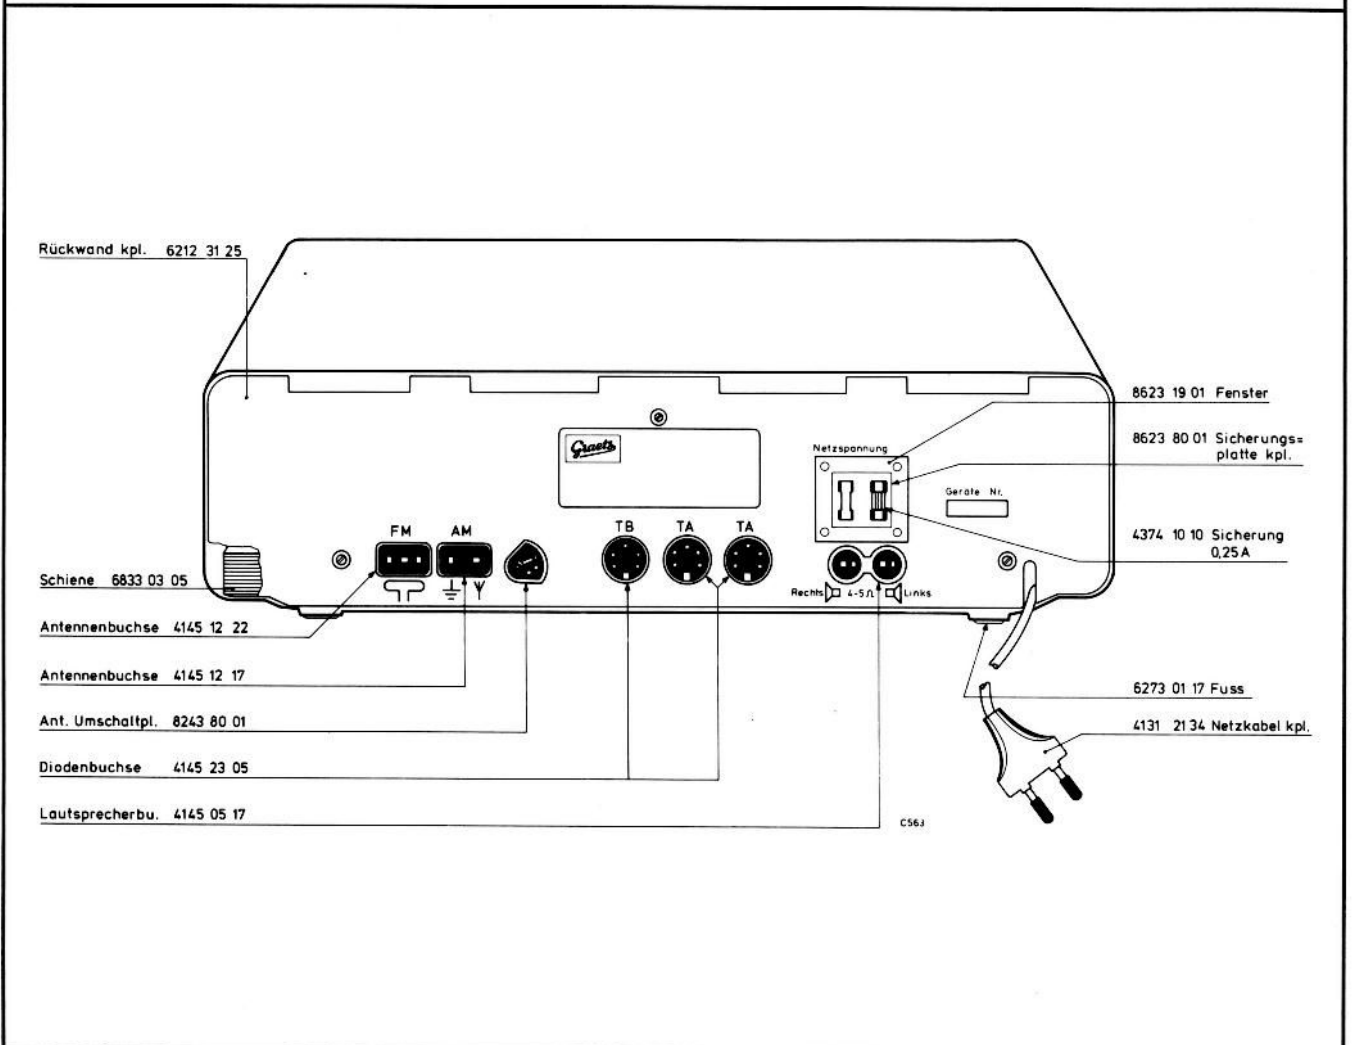 Rückwand kpl. 6212 31 25
8623 19 01 Fenster
8623 80 01 Sicherungs=
platte kpl.
Graetz
Netzspannung
Geräte Nr.
FM
AM
TB
TA
TA
4374 10 10 Sicherung
0,25A
Schiene 6833 03 05
Rechts 4-5Ω Links
Antennenbuchse 4145 12 22
Antennenbuchse 4145 12 17
6273 01 17 Fuss
Ant. Umschaltpl. 8243 80 01
4131 21 34 Netzkabel kpl.
Diodenbuchse 4145 23 05
Lautsprecherbu. 4145 05 17
C563